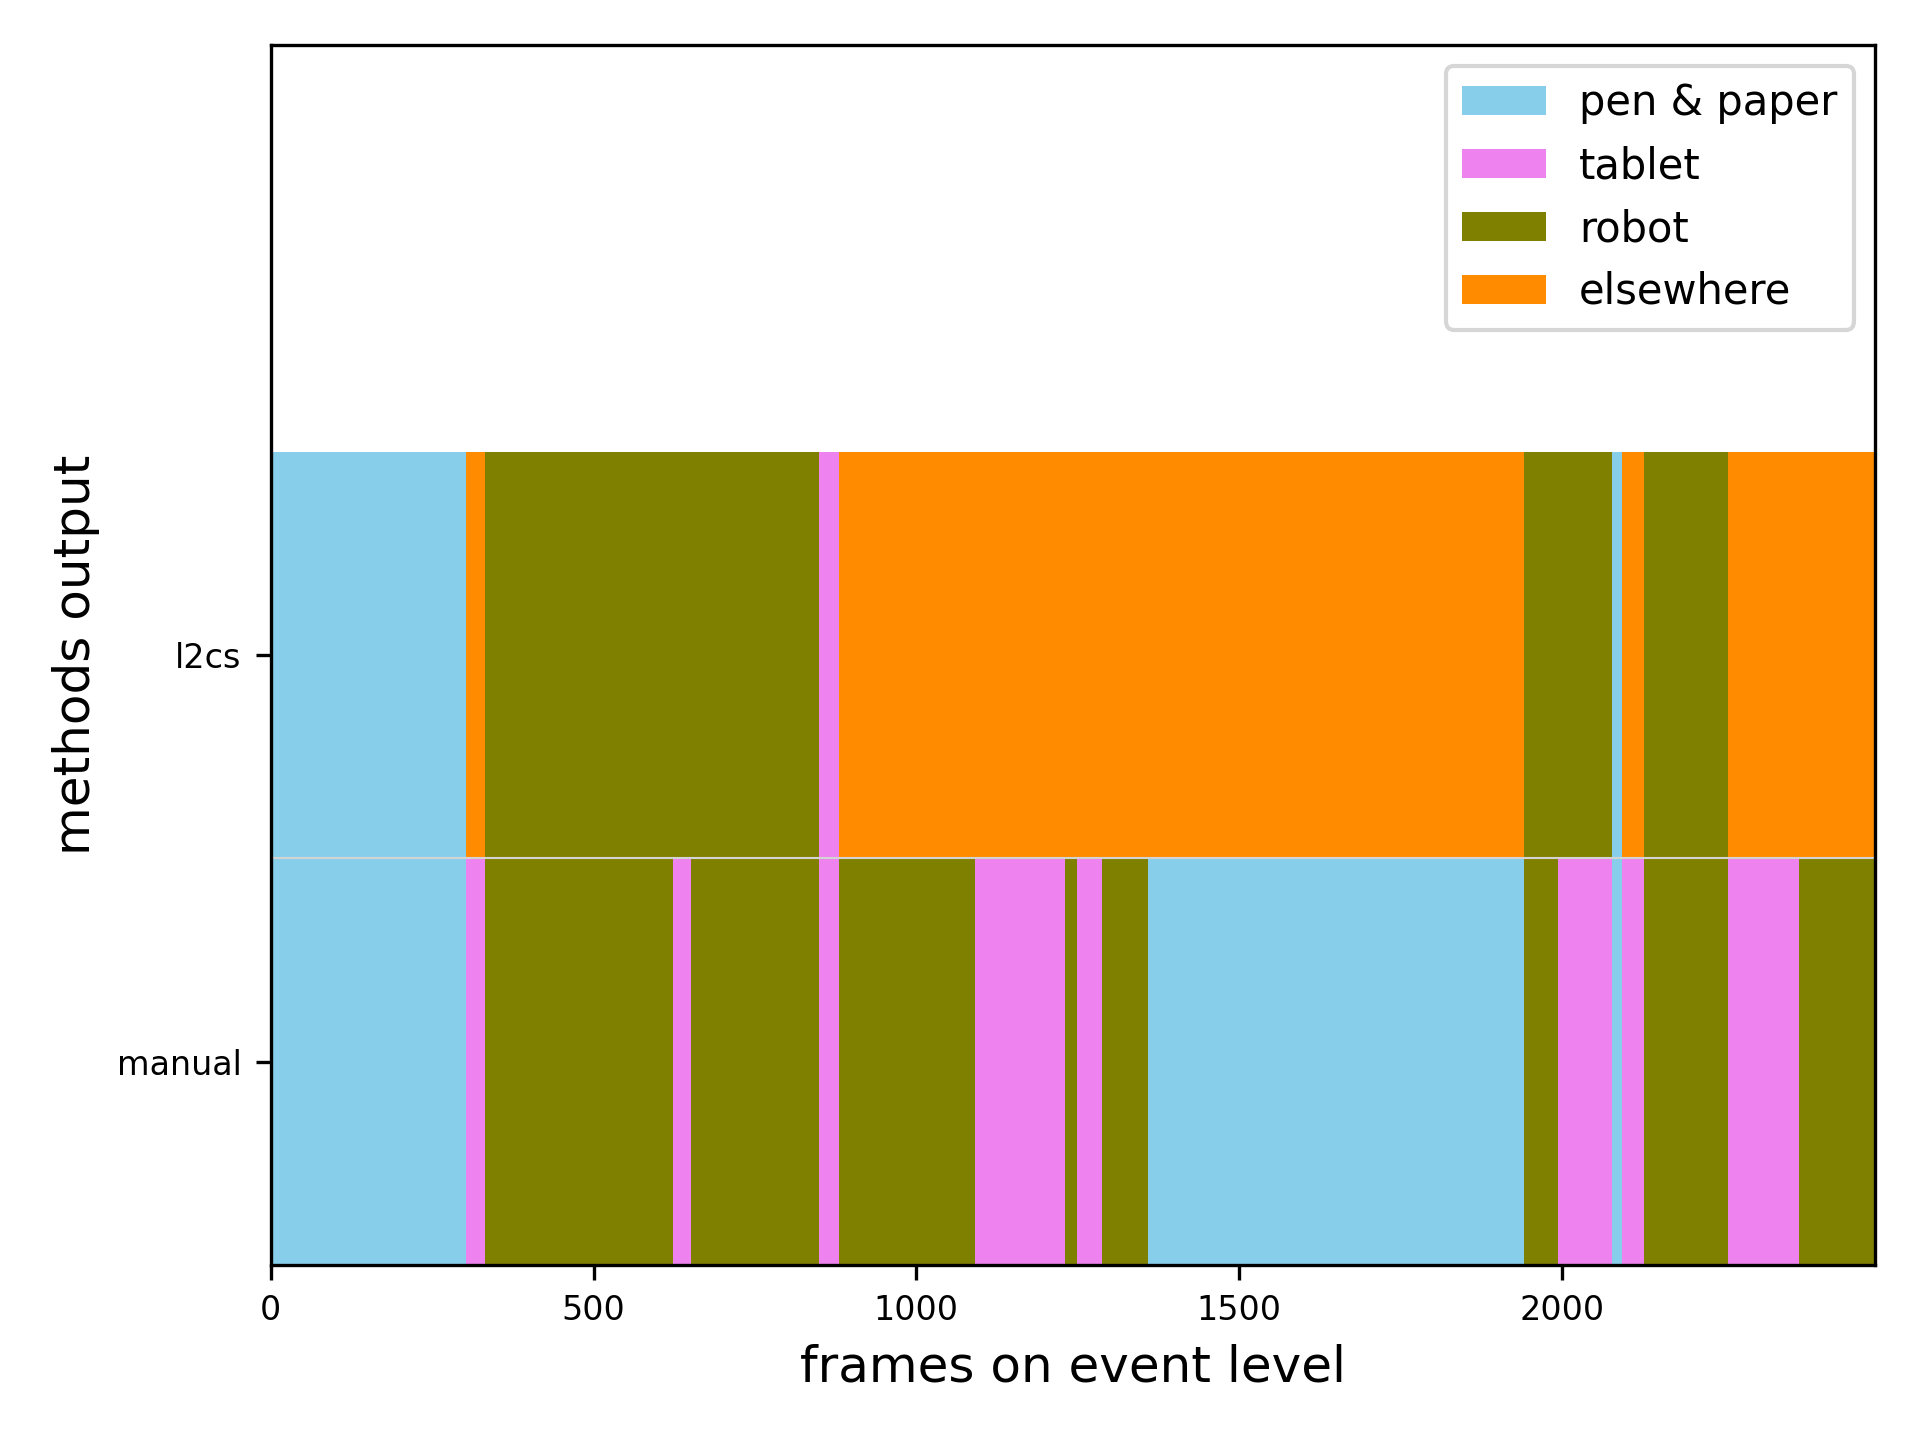 pen & paper
tablet
robot
elsewhere
methods output
l2cs
manual
0 500 1000 1500 2000
frames on event level